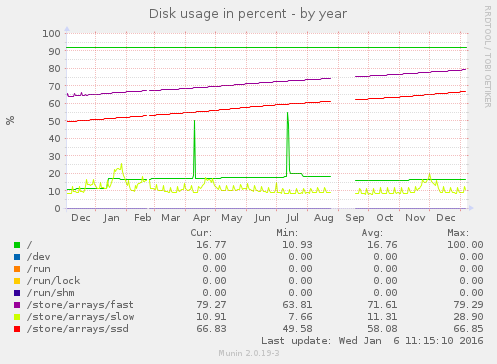 Disk usage in percent - by year
RRDTOOL / TOBI OETIKER
%
100
90
80
70
60
50
40
30
20
10
0
Dec Jan Feb Mar Apr May Jun Jul Aug Sep Oct Nov Dec
Cur: Min: Avg: Max:
/ 16.77 10.93 16.76 100.00
/dev 0.00 0.00 0.00 0.00
/run 0.00 0.00 0.00 0.00
/run/lock 0.00 0.00 0.00 0.00
/run/shm 0.00 0.00 0.00 0.00
/store/arrays/fast 79.27 63.81 71.61 79.29
/store/arrays/slow 10.91 7.66 11.31 28.90
/store/arrays/ssd 66.83 49.58 58.08 66.85
Last update: Wed Jan 6 11:15:10 2016
Munin 2.0.19-3